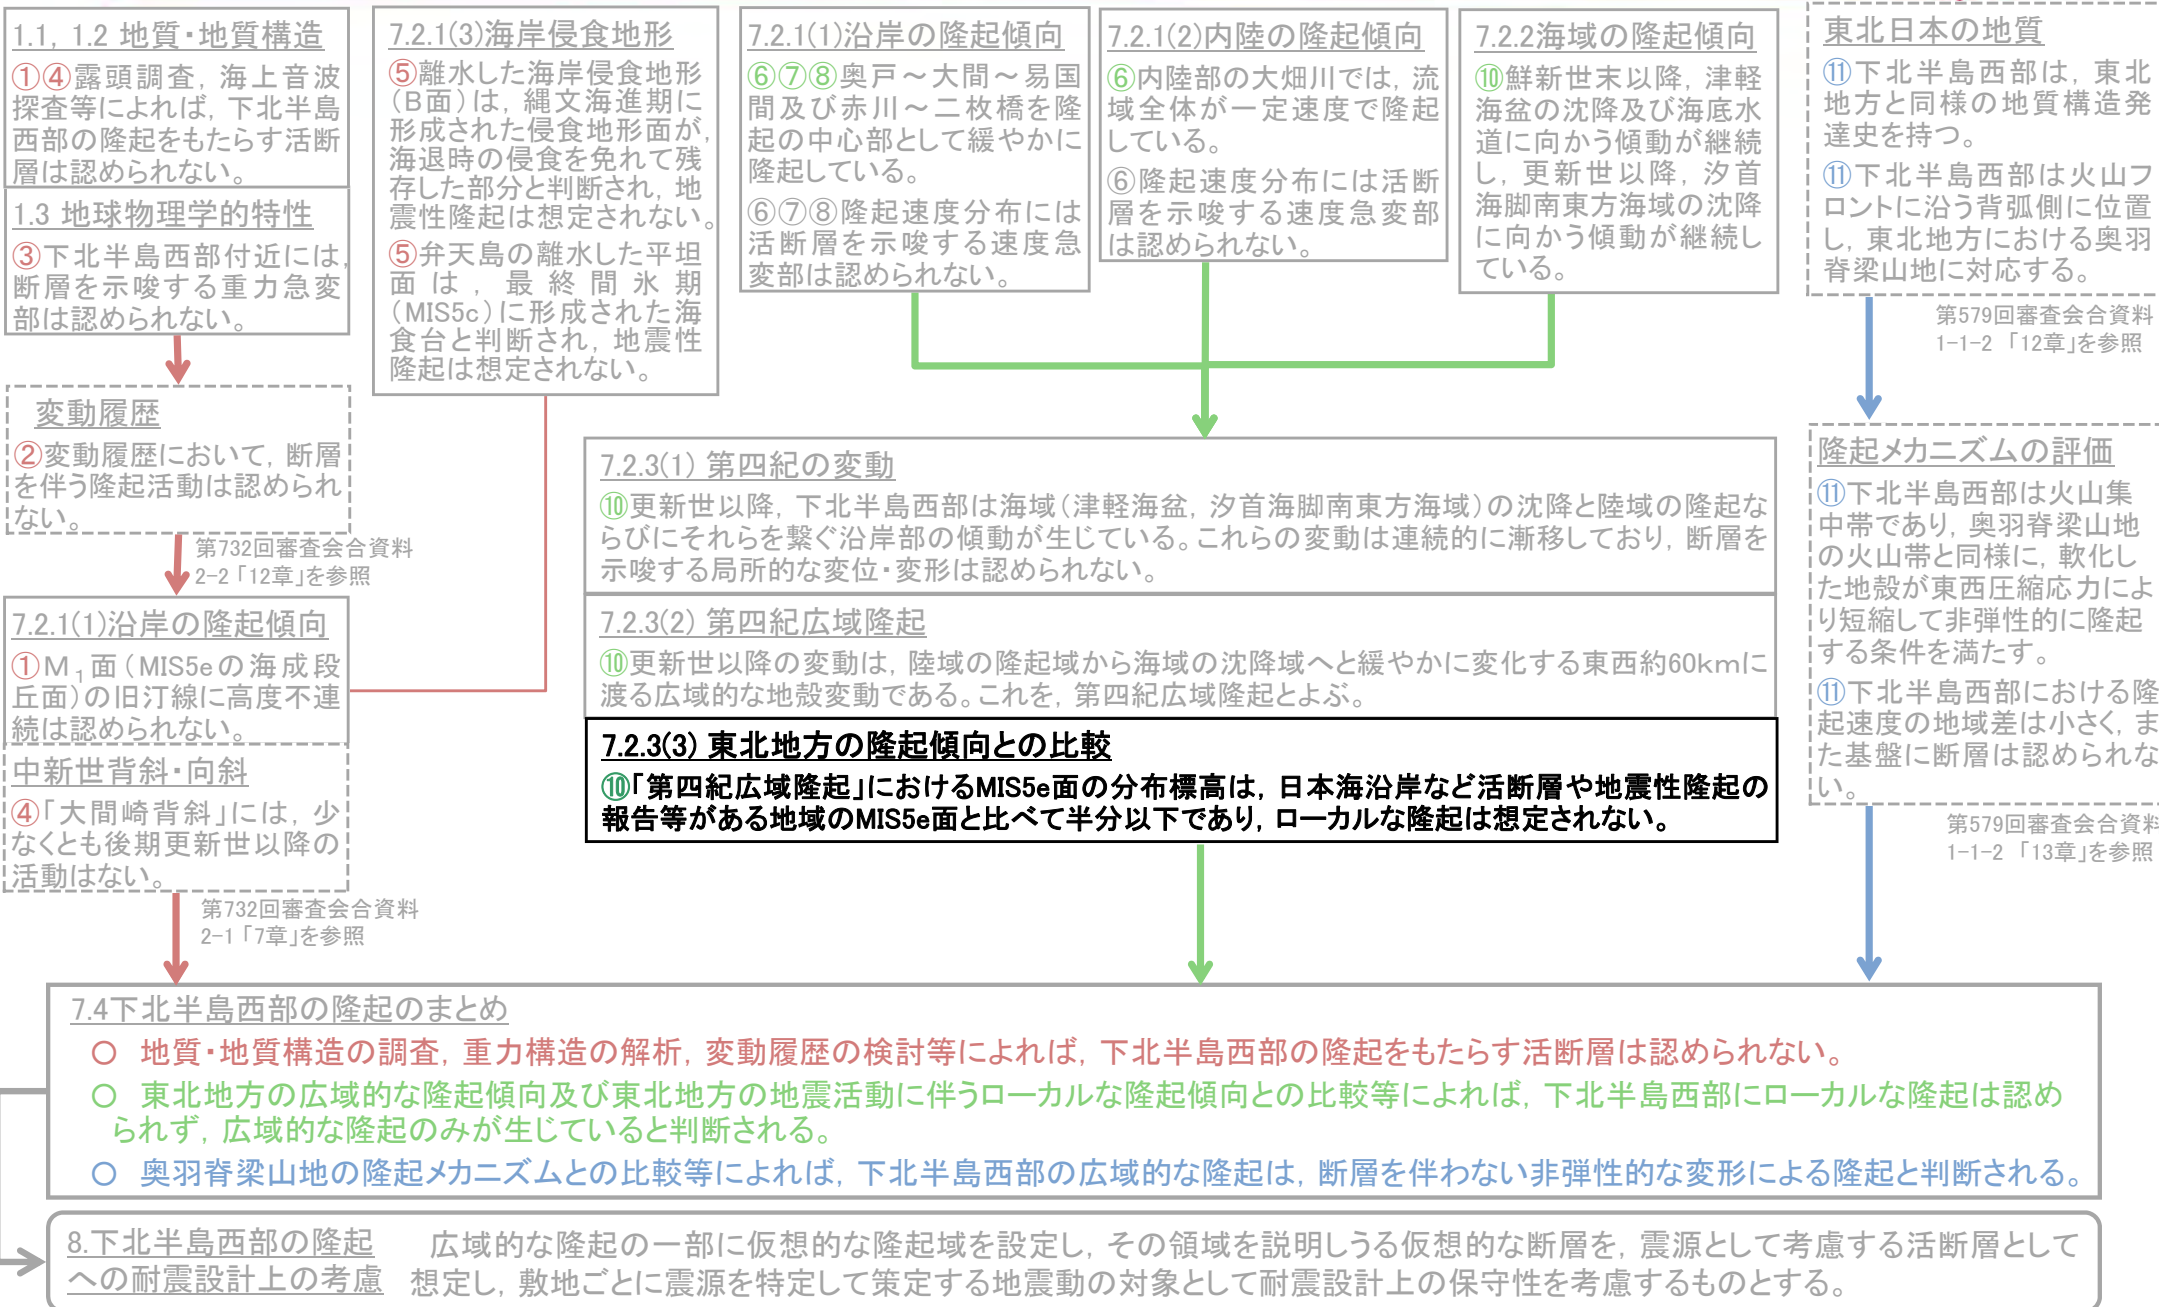 1.1, 1.2 地質・地質構造
①④露頭調査, 海上音波
探査等によれば, 下北半島
西部の隆起をもたらす活断
層は認められない。
1.3 地球物理学的特性
③下北半島西部付近には,
断層を示唆する重力急変
部は認められない。
変動履歴
②変動履歴において, 断層
を伴う隆起活動は認められ
ない。
第732回審査会合資料
2-2 「12章」を参照
7.2.1(1)沿岸の隆起傾向
①M₁面(MIS5eの海成段
丘面)の旧汀線に高度不連
続は認められない。
中新世背斜・向斜
④「大間崎背斜」には, 少
なくとも後期更新世以降の
活動はない。
第732回審査会合資料
2-1 「7章」を参照
7.2.1(3)海岸侵食地形
⑤離水した海岸侵食地形
(B面)は, 縄文海進期に
形成された侵食地形面が,
海退時の侵食を免れて残
存した部分と判断され, 地
震性隆起は想定されない。
⑤弁天島の離水した平坦
面は, 最終間氷期
(MIS5c)に形成された海
食台と判断され, 地震性
隆起は想定されない。
7.2.1(1)沿岸の隆起傾向
⑥⑦⑧奥戸～大間～易国
間及び赤川～二枚橋を隆
起の中心部として緩やかに
隆起している。
⑥⑦⑧隆起速度分布には
活断層を示唆する速度急
変部は認められない。
7.2.1(2)内陸の隆起傾向
⑥内陸部の大畑川では, 流
域全体が一定速度で隆起
している。
⑥隆起速度分布には活断
層を示唆する速度急変部
は認められない。
7.2.2海域の隆起傾向
⑩鮮新世末以降, 津軽
海盆の沈降及び海底水
道に向かう傾動が継続
し, 更新世以降, 汐首
海脚南東方海域の沈降
に向かう傾動が継続し
ている。
東北日本の地質
⑪下北半島西部は, 東北
地方と同様の地質構造発
達史を持つ。
⑪下北半島西部は火山フ
ロントに沿う背弧側に位置
し, 東北地方における奥羽
脊梁山地に対応する。
第579回審査会合資料
1-1-2 「12章」を参照
7.2.3(1) 第四紀の変動
⑩更新世以降, 下北半島西部は海域(津軽海盆, 汐首海脚南東方海域)の沈降と陸域の隆起な
らびにそれらを繋ぐ沿岸部の傾動が生じている。これらの変動は連続的に漸移しており, 断層を
示唆する局所的な変位・変形は認められない。
7.2.3(2) 第四紀広域隆起
⑩更新世以降の変動は, 陸域の隆起域から海域の沈降域へと緩やかに変化する東西約60kmに
渡る広域的な地殻変動である。これを, 第四紀広域隆起とよぶ。
7.2.3(3) 東北地方の隆起傾向との比較
⑩「第四紀広域隆起」におけるMIS5e面の分布標高は, 日本海沿岸など活断層や地震性隆起の
報告等がある地域のMIS5e面と比べて半分以下であり, ローカルな隆起は想定されない。
隆起メカニズムの評価
⑪下北半島西部は火山集
中帯であり, 奥羽脊梁山地
の火山帯と同様に, 軟化し
た地殻が東西圧縮応力によ
り短縮して非弾性的に隆起
する条件を満たす。
⑪下北半島西部における隆
起速度の地域差は小さく, ま
た基盤に断層は認められな
い。
第579回審査会合資料
1-1-2 「13章」を参照
7.4下北半島西部の隆起のまとめ
○ 地質・地質構造の調査, 重力構造の解析, 変動履歴の検討等によれば, 下北半島西部の隆起をもたらす活断層は認められない。
○ 東北地方の広域的な隆起傾向及び東北地方の地震活動に伴うローカルな隆起傾向との比較等によれば, 下北半島西部にローカルな隆起は認め
られず, 広域的な隆起のみが生じていると判断される。
○ 奥羽脊梁山地の隆起メカニズムとの比較等によれば, 下北半島西部の広域的な隆起は, 断層を伴わない非弾性的な変形による隆起と判断される。
8.下北半島西部の隆起
への耐震設計上の考慮
広域的な隆起の一部に仮想的な隆起域を設定し, その領域を説明しうる仮想的な断層を, 震源として考慮する活断層として
想定し, 敷地ごとに震源を特定して策定する地震動の対象として耐震設計上の保守性を考慮するものとする。